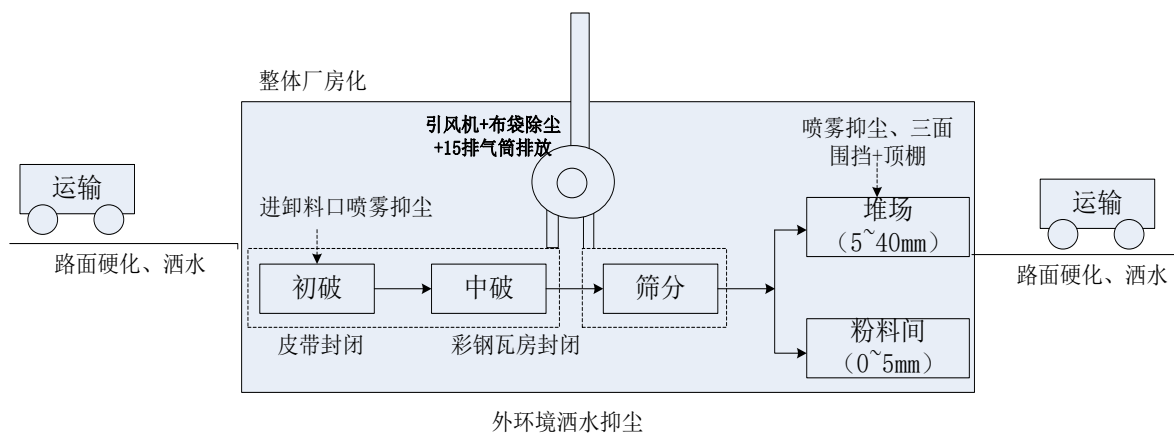 整体厂房化
引风机+布袋除尘
+15排气筒排放
喷雾抑尘、三面
围挡+顶棚
运输
进卸料口喷雾抑尘
运输
堆场
（5~40mm）
路面硬化、洒水
路面硬化、洒水
初破
中破
筛分
皮带封闭
彩钢瓦房封闭
粉料间
（0~5mm）
外环境洒水抑尘